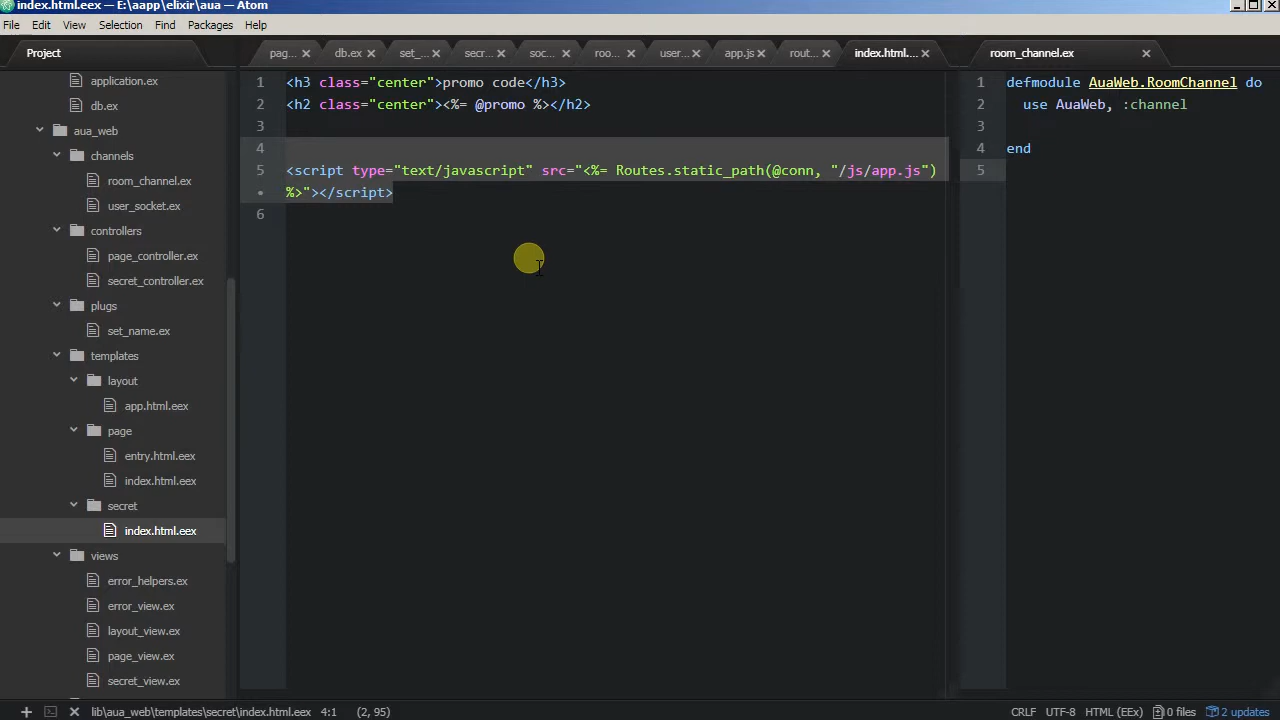 index.html.eex — E:\aapp\elixir\aua — Atom
File Edit View Selection Find Packages Help
Project
pag... db.ex set_... secr... soc... roo... user... app.js rout... index.html.... room_channel.ex
application.ex
db.ex
aua_web
channels
room_channel.ex
user_socket.ex
controllers
page_controller.ex
secret_controller.ex
plugs
set_name.ex
templates
layout
app.html.eex
page
entry.html.eex
index.html.eex
secret
index.html.eex
views
error_helpers.ex
error_view.ex
layout_view.ex
page_view.ex
secret_view.ex
1 <h3 class="center">promo code</h3>
2 <h2 class="center"><%= @promo %></h2>
3
4
5 <script type="text/javascript" src="<%= Routes.static_path(@conn, "/js/app.js")
• %>"></script>
6
1 defmodule AuaWeb.RoomChannel do
2 use AuaWeb, :channel
3
4 end
5
lib\aua_web\templates\secret\index.html.eex 4:1 (2, 95) CRLF UTF-8 HTML (EEx) 0 files 2 updates